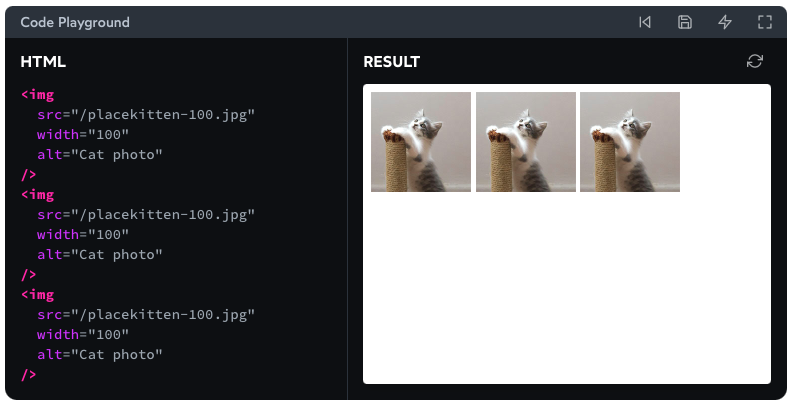 Code Playground
HTML
<img
  src="/placekitten-100.jpg"
  width="100"
  alt="Cat photo"
/>
<img
  src="/placekitten-100.jpg"
  width="100"
  alt="Cat photo"
/>
<img
  src="/placekitten-100.jpg"
  width="100"
  alt="Cat photo"
/>
RESULT